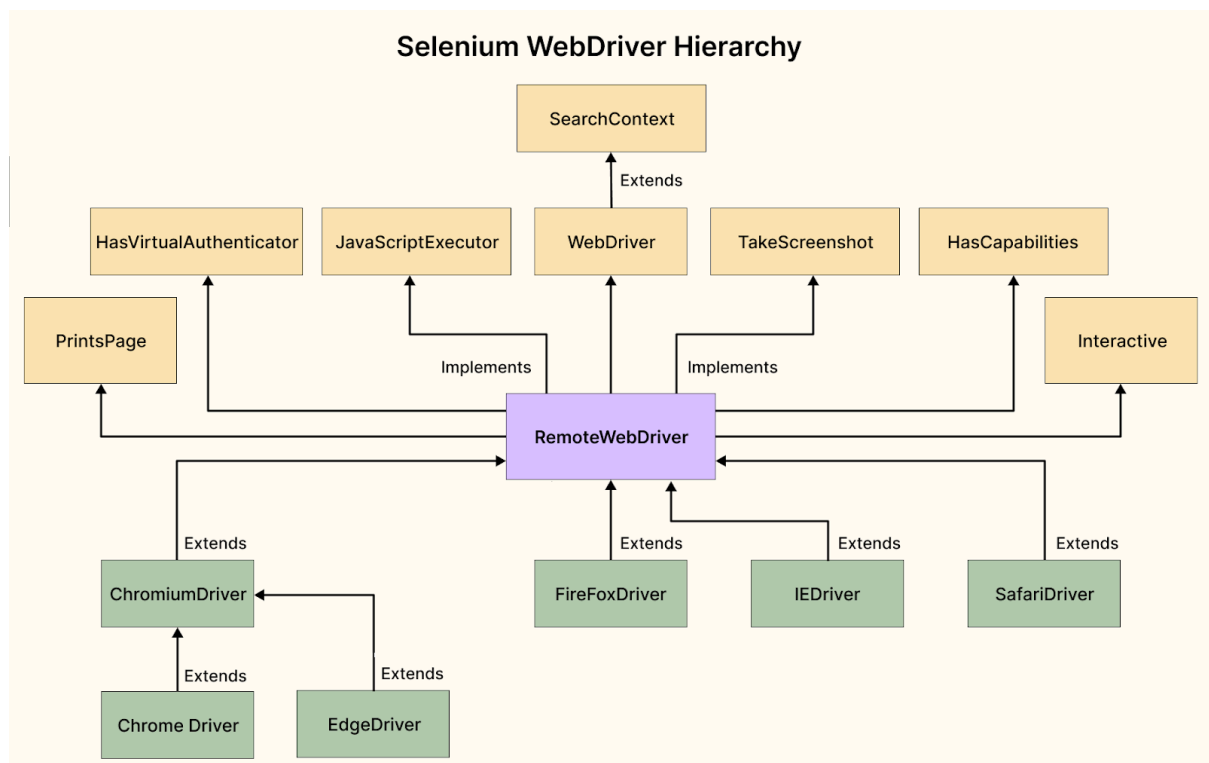 Selenium WebDriver Hierarchy
SearchContext
Extends
HasVirtualAuthenticator
JavaScriptExecutor
WebDriver
TakeScreenshot
HasCapabilities
PrintsPage
Interactive
Implements
Implements
RemoteWebDriver
Extends
Extends
Extends
Extends
ChromiumDriver
FireFoxDriver
IEDriver
SafariDriver
Extends
Extends
Chrome Driver
EdgeDriver